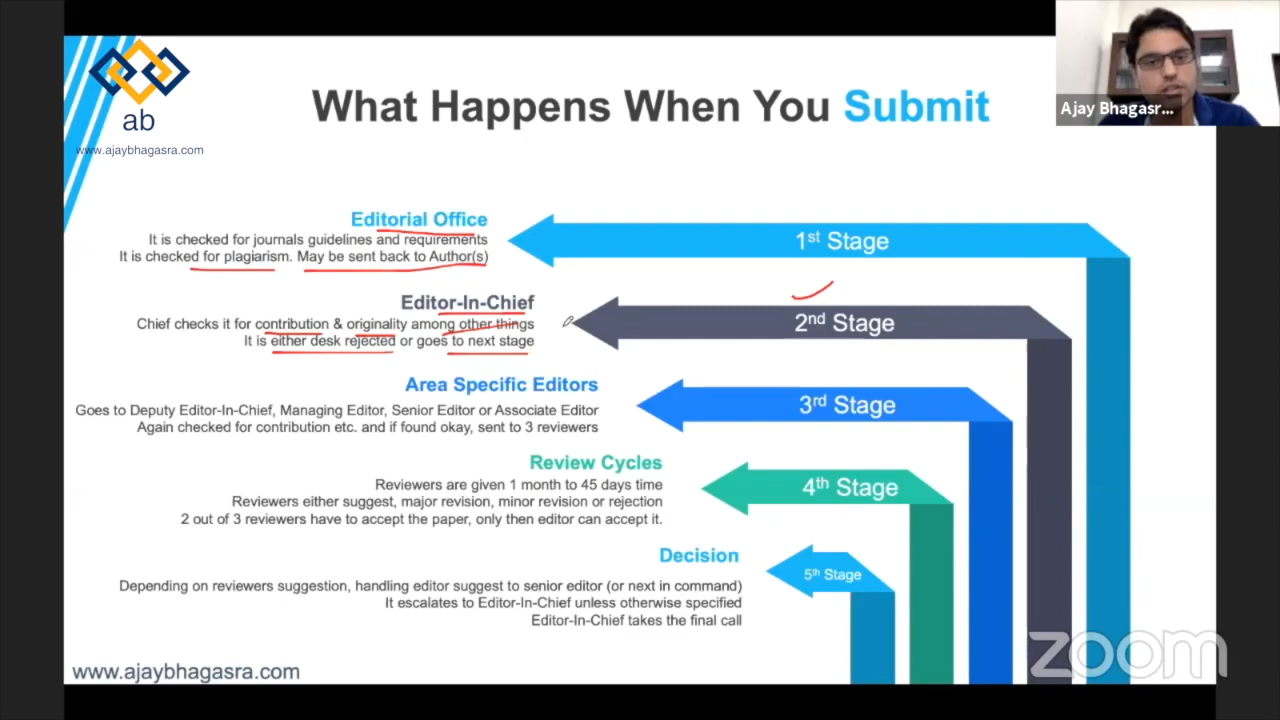 ab
www.ajaybhagasra.com
What Happens When You Submit
Ajay Bhagasr...
Editorial Office
It is checked for journals guidelines and requirements
It is checked for plagiarism. May be sent back to Author(s)
1st Stage
Editor-In-Chief
Chief checks it for contribution & originality among other things
It is either desk rejected or goes to next stage
2nd Stage
Area Specific Editors
Goes to Deputy Editor-In-Chief, Managing Editor, Senior Editor or Associate Editor
Again checked for contribution etc. and if found okay, sent to 3 reviewers
3rd Stage
Review Cycles
Reviewers are given 1 month to 45 days time
Reviewers either suggest, major revision, minor revision or rejection
2 out of 3 reviewers have to accept the paper, only then editor can accept it.
4th Stage
Decision
Depending on reviewers suggestion, handling editor suggest to senior editor (or next in command)
It escalates to Editor-In-Chief unless otherwise specified
Editor-In-Chief takes the final call
5th Stage
www.ajaybhagasra.com
zoom